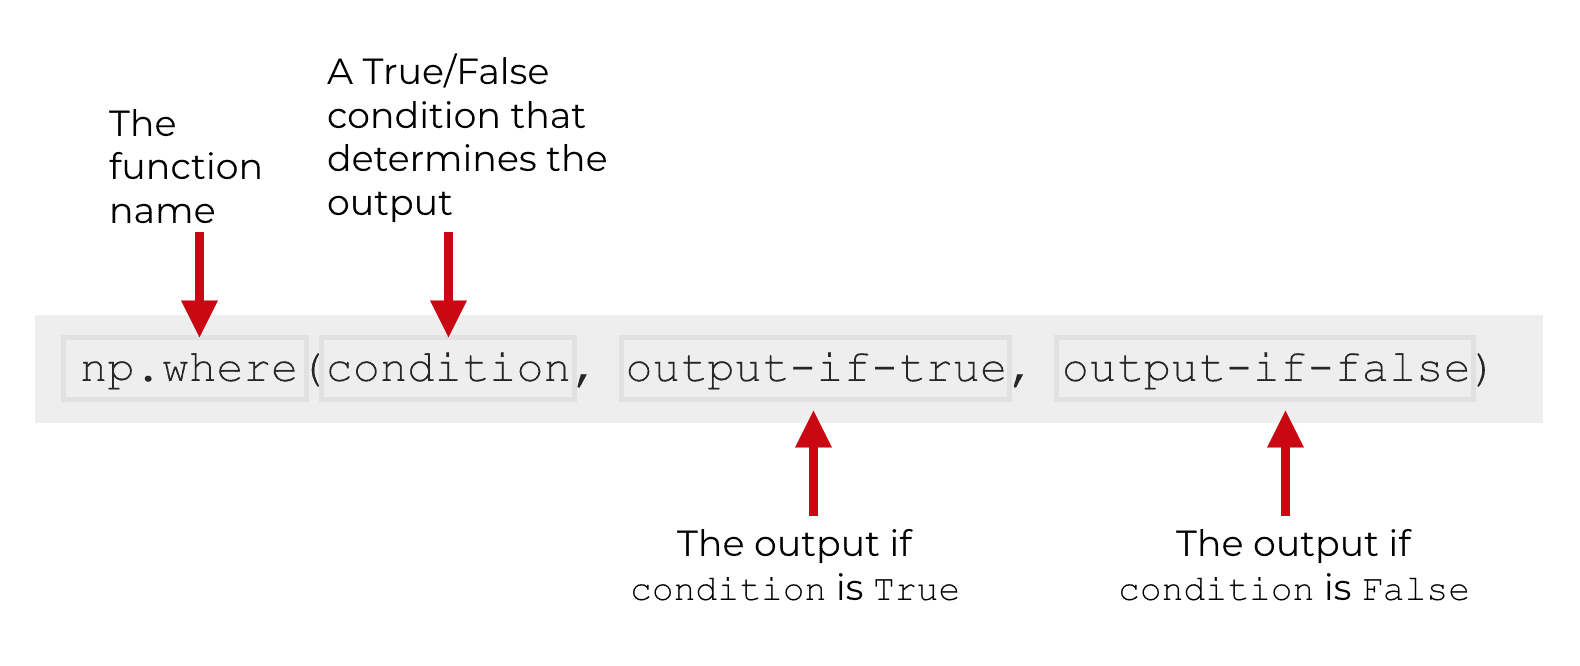 The
function
name
A True/False
condition that
determines the
output
np.where(condition, output-if-true, output-if-false)
The output if
condition is True
The output if
condition is False